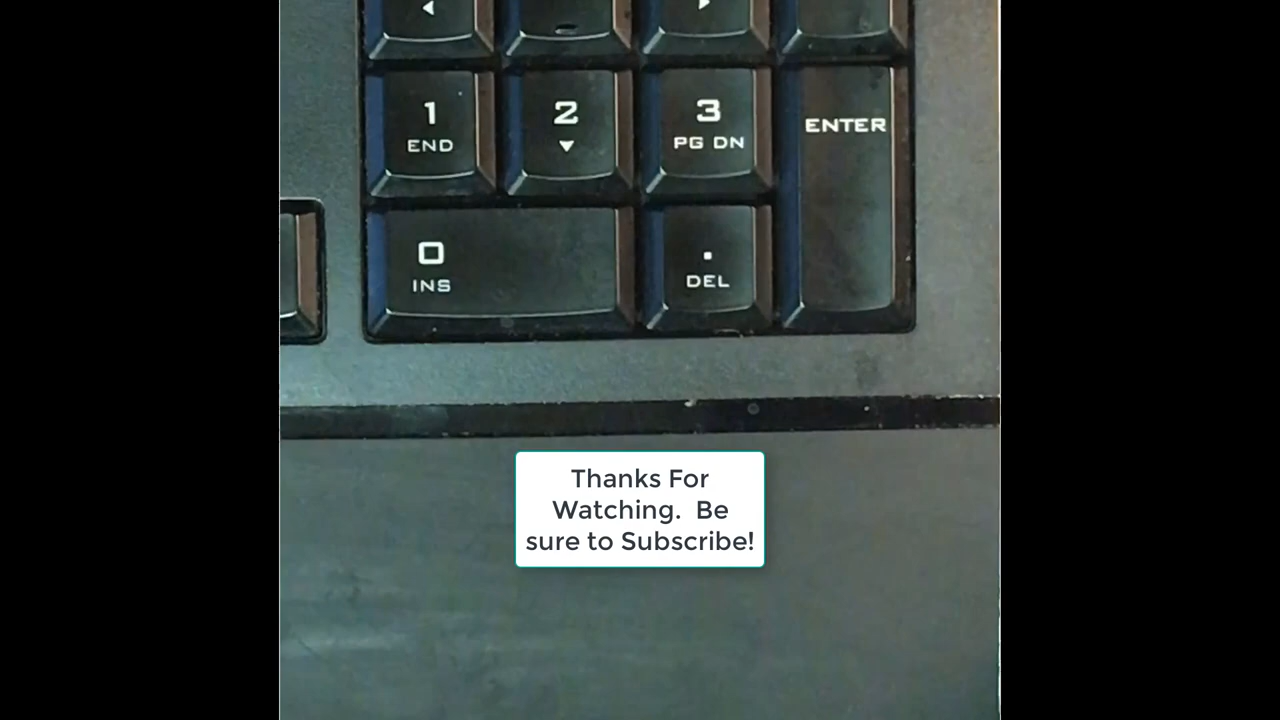 1
END
2
3
PG DN
ENTER
0
INS
.
DEL
Thanks For
Watching.  Be
sure to Subscribe!